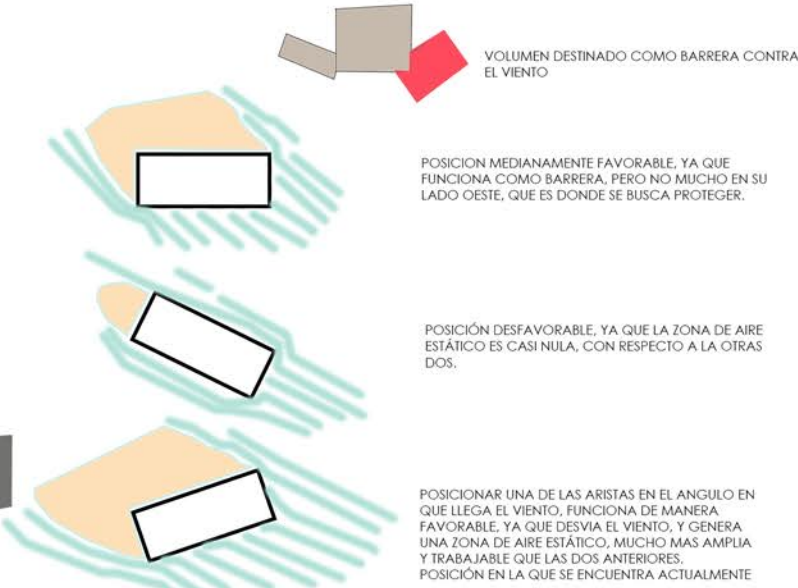 VOLUMEN DESTINADO COMO BARRERA CONTRA
EL VIENTO
POSICION MEDIANAMENTE FAVORABLE, YA QUE
FUNCIONA COMO BARRERA, PERO NO MUCHO EN SU
LADO OESTE, QUE ES DONDE SE BUSCA PROTEGER.
POSICIÓN DESFAVORABLE, YA QUE LA ZONA DE AIRE
ESTÁTICO ES CASI NULA, CON RESPECTO A LA OTRAS
DOS.
POSICIONAR UNA DE LAS ARISTAS EN EL ANGULO EN
QUE LLEGA EL VIENTO, FUNCIONA DE MANERA
FAVORABLE, YA QUE DESVIA EL VIENTO, Y GENERA
UNA ZONA DE AIRE ESTÁTICO, MUCHO MAS AMPLIA
Y TRABAJABLE QUE LAS DOS ANTERIORES.
POSICIÓN EN LA QUE SE ENCUENTRA ACTUALMENTE